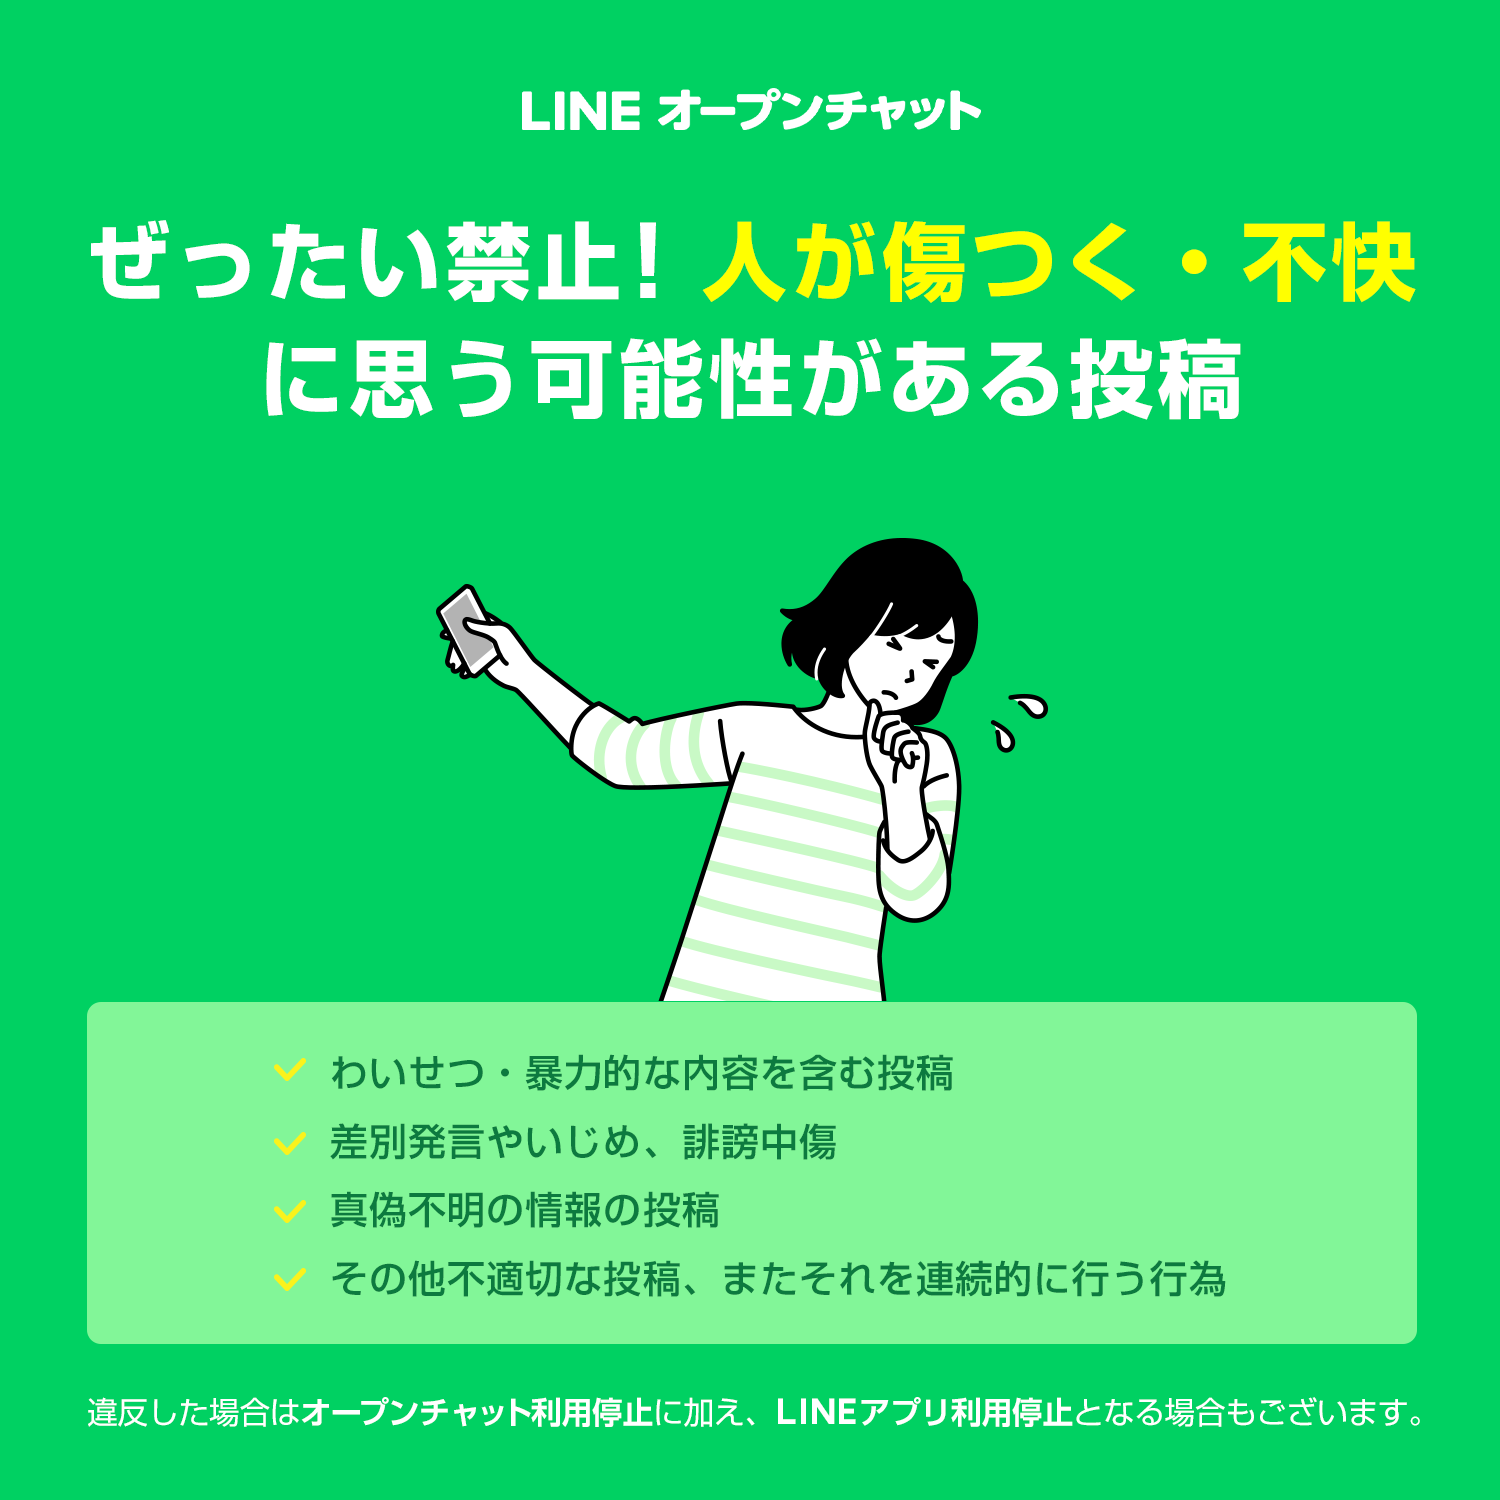 LINE オープンチャット
ぜったい禁止！人が傷つく・不快
に思う可能性がある投稿
わいせつ・暴力的な内容を含む投稿
差別発言やいじめ、誹謗中傷
真偽不明の情報の投稿
その他不適切な投稿、またそれを連続的に行う行為
違反した場合はオープンチャット利用停止に加え、LINEアプリ利用停止となる場合もございます。